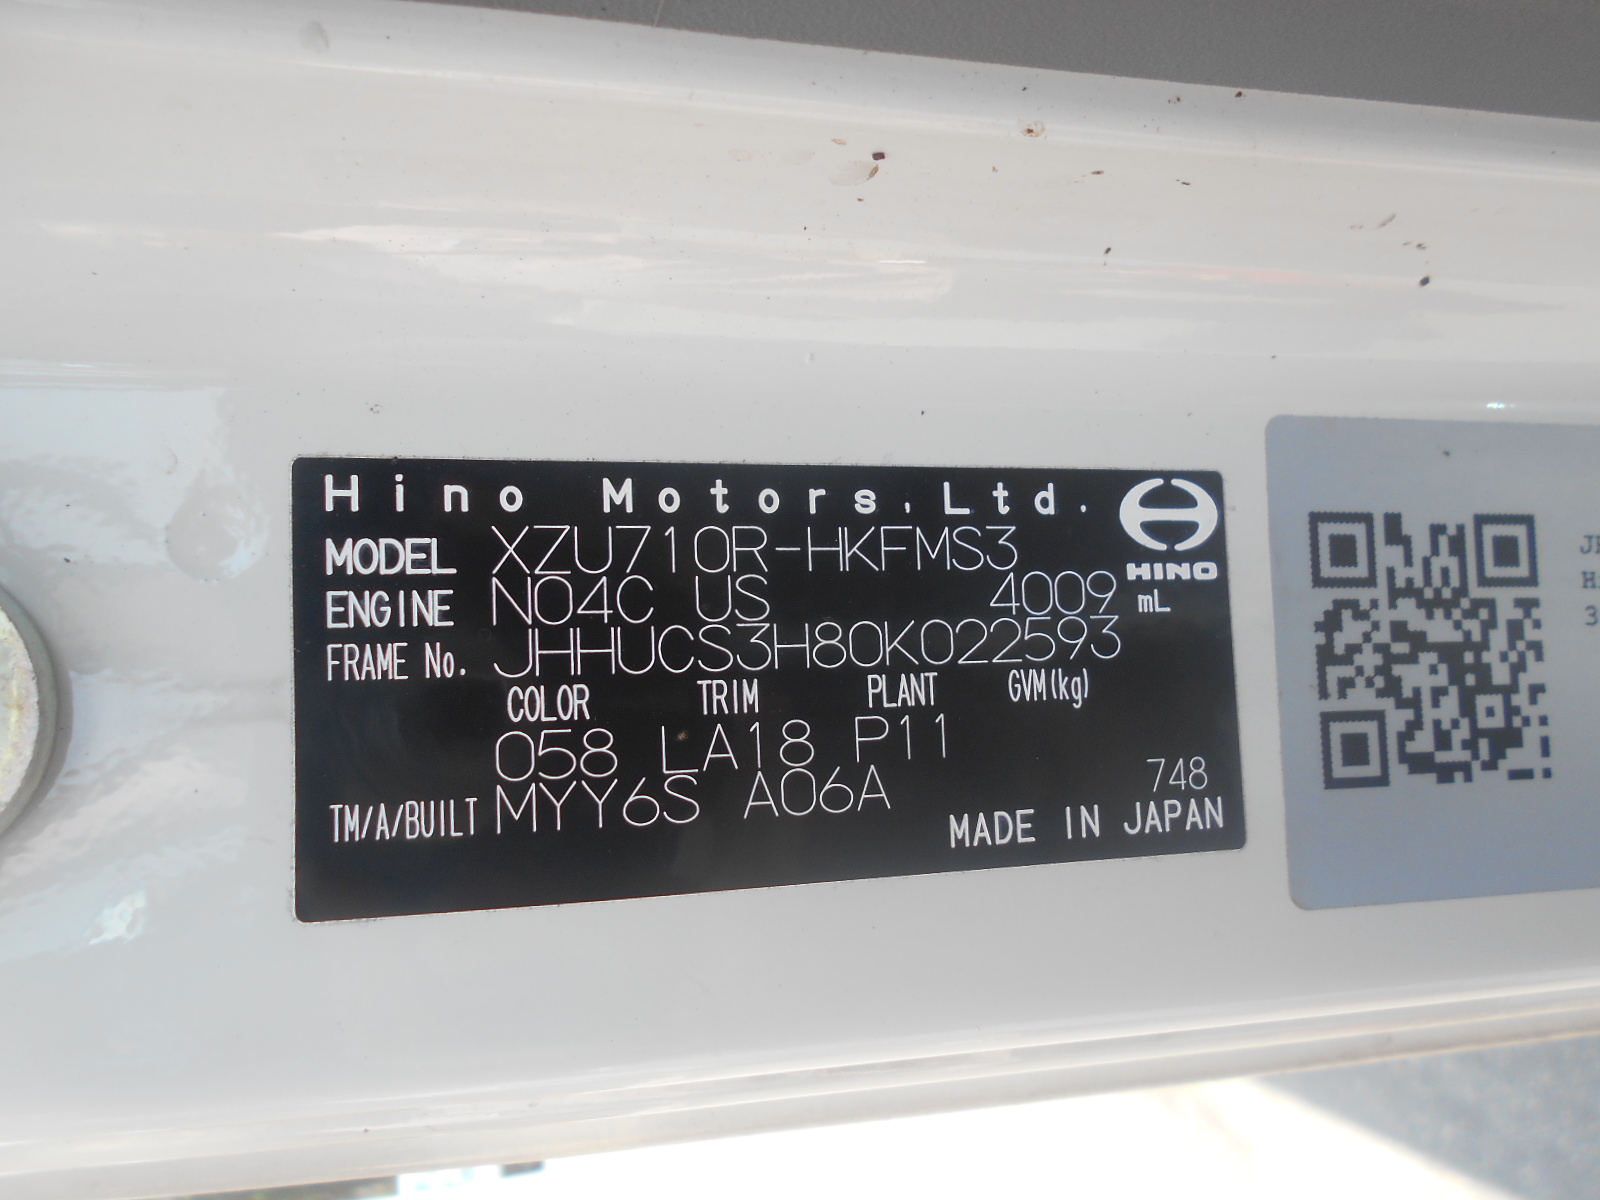 Hino Motors, Ltd.
MODEL XZU710R-HKFMS3
HINO
ENGINE N04C US 4009 mL
FRAME No. JHHUCS3H80K022593
COLOR TRIM PLANT GVM(kg)
058 LA18 P11
TM/A/BUILT MYY6S A06A 748
MADE IN JAPAN